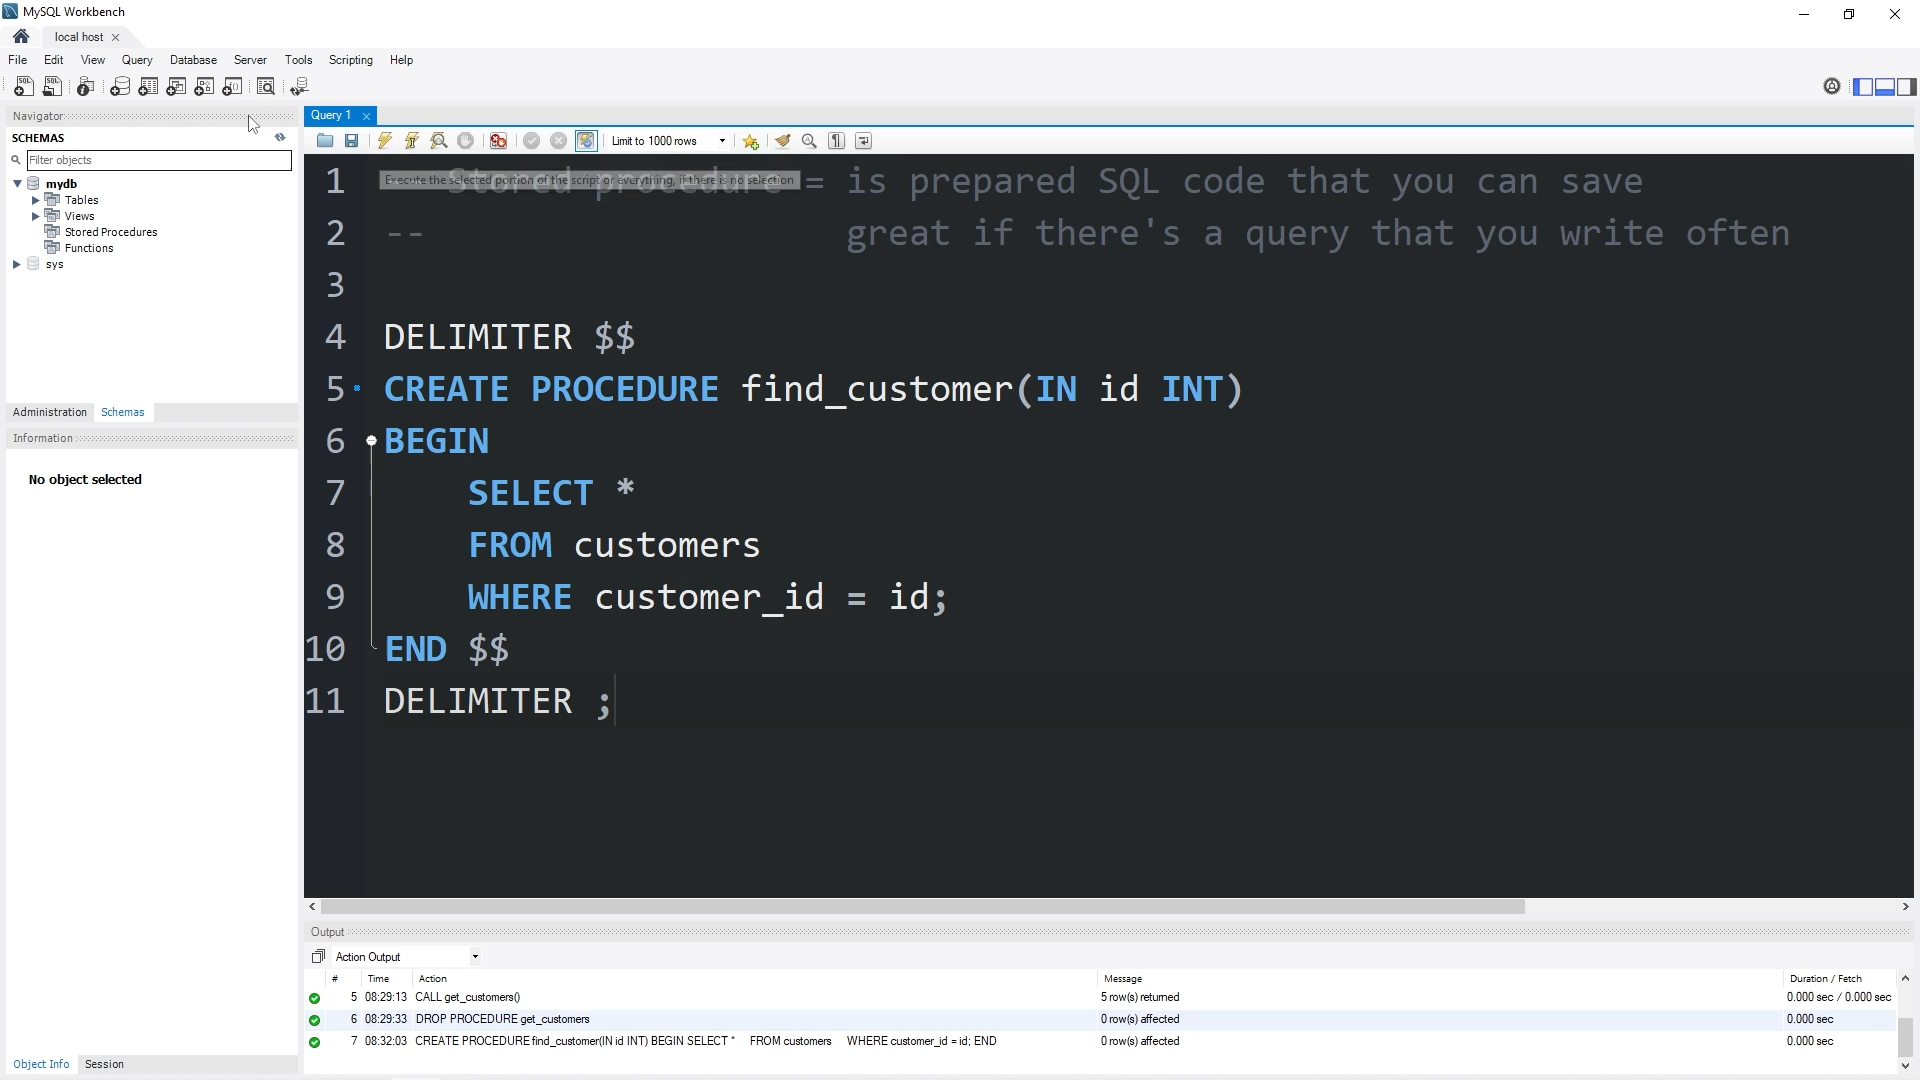 MySQL Workbench
local host
File Edit View Query Database Server Tools Scripting Help
Navigator
SCHEMAS
Filter objects
mydb
Tables
Views
Stored Procedures
Functions
sys
Administration Schemas
Information
No object selected
Object Info Session
Query 1
Limit to 1000 rows
Execute the selected portion of the script or everything, if there is no selection
1 Stored procedure = is prepared SQL code that you can save
2 -- great if there's a query that you write often
3
4 DELIMITER $$
5 CREATE PROCEDURE find_customer(IN id INT)
6 BEGIN
7 SELECT *
8 FROM customers
9 WHERE customer_id = id;
10 END $$
11 DELIMITER ;
Output
Action Output
# Time Action Message Duration / Fetch
5 08:29:13 CALL get_customers() 5 row(s) returned 0.000 sec / 0.000 sec
6 08:29:33 DROP PROCEDURE get_customers 0 row(s) affected 0.000 sec
7 08:32:03 CREATE PROCEDURE find_customer(IN id INT) BEGIN SELECT * FROM customers WHERE customer_id = id; END 0 row(s) affected 0.000 sec